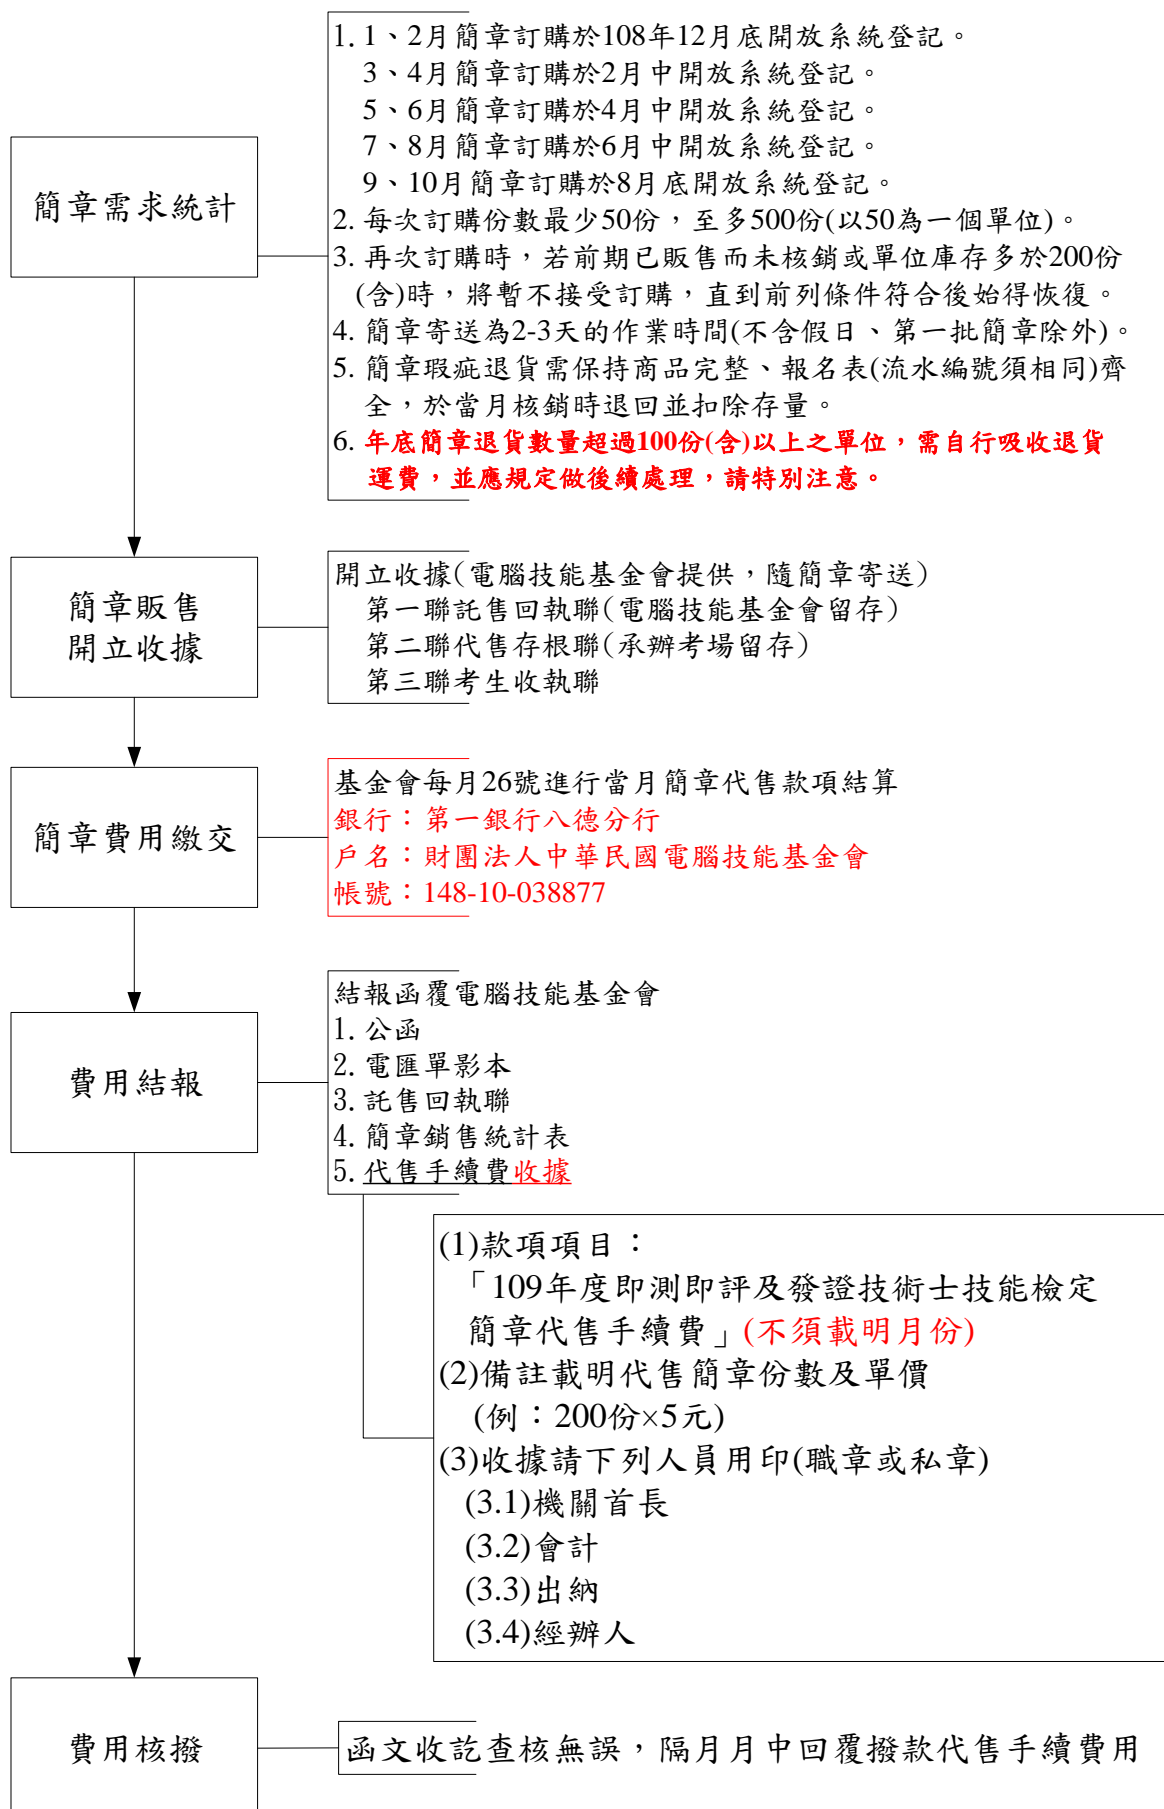 簡章需求統計
1. 1、2月簡章訂購於108年12月底開放系統登記。
3、4月簡章訂購於2月中開放系統登記。
5、6月簡章訂購於4月中開放系統登記。
7、8月簡章訂購於6月中開放系統登記。
9、10月簡章訂購於8月底開放系統登記。
2. 每次訂購份數最少50份，至多500份(以50為一個單位)。
3. 再次訂購時，若前期已販售而未核銷或單位庫存多於200份
(含)時，將暫不接受訂購，直到前列條件符合後始得恢復。
4. 簡章寄送為2-3天的作業時間(不含假日、第一批簡章除外)。
5. 簡章瑕疵退貨需保持商品完整、報名表(流水編號須相同)齊
全，於當月核銷時退回並扣除存量。
6. 年底簡章退貨數量超過100份(含)以上之單位，需自行吸收退貨
運費，並應規定做後續處理，請特別注意。
簡章販售
開立收據
開立收據(電腦技能基金會提供，隨簡章寄送)
第一聯託售回執聯(電腦技能基金會留存)
第二聯代售存根聯(承辦考場留存)
第三聯考生收執聯
簡章費用繳交
基金會每月26號進行當月簡章代售款項結算
銀行：第一銀行八德分行
戶名：財團法人中華民國電腦技能基金會
帳號：148-10-038877
費用結報
結報函覆電腦技能基金會
1. 公函
2. 電匯單影本
3. 託售回執聯
4. 簡章銷售統計表
5. 代售手續費收據
(1)款項項目：
「109年度即測即評及發證技術士技能檢定
簡章代售手續費」(不須載明月份)
(2)備註載明代售簡章份數及單價
(例：200份×5元)
(3)收據請下列人員用印(職章或私章)
(3.1)機關首長
(3.2)會計
(3.3)出納
(3.4)經辦人
費用核撥
函文收訖查核無誤，隔月月中回覆撥款代售手續費用